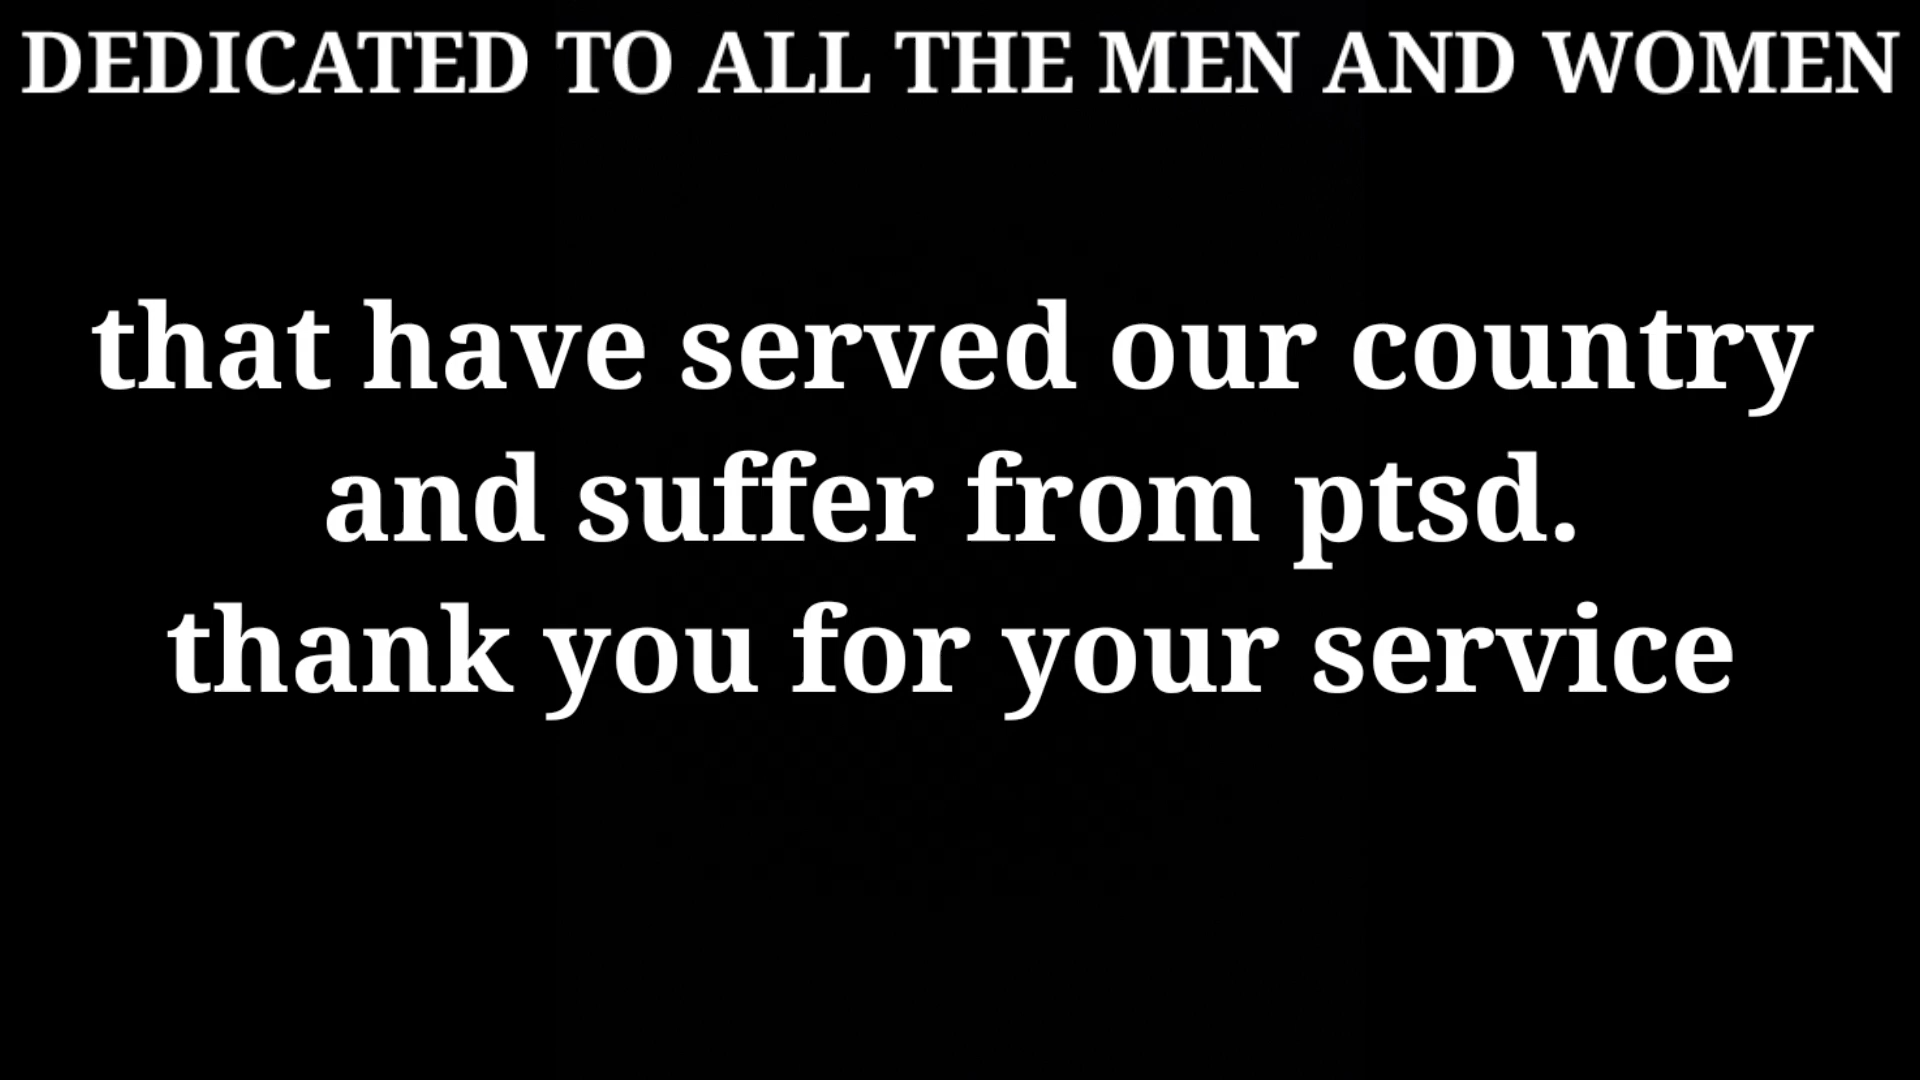 DEDICATED TO ALL THE MEN AND WOMEN
that have served our country
and suffer from ptsd.
thank you for your service